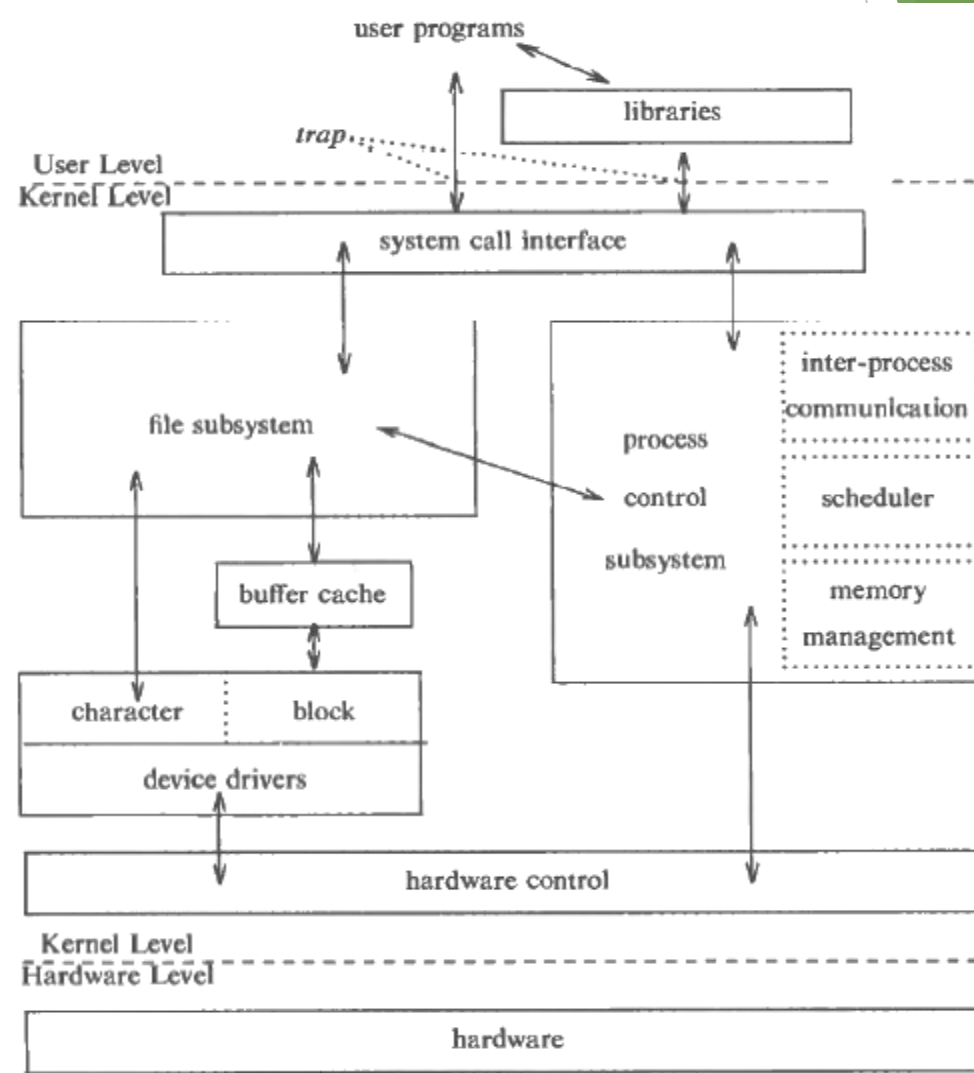 user programs
libraries
trap
User Level
Kernel Level
system call interface
inter-process
communication
file subsystem
process
control
subsystem
scheduler
memory
management
buffer cache
character
block
device drivers
hardware control
Kernel Level
Hardware Level
hardware